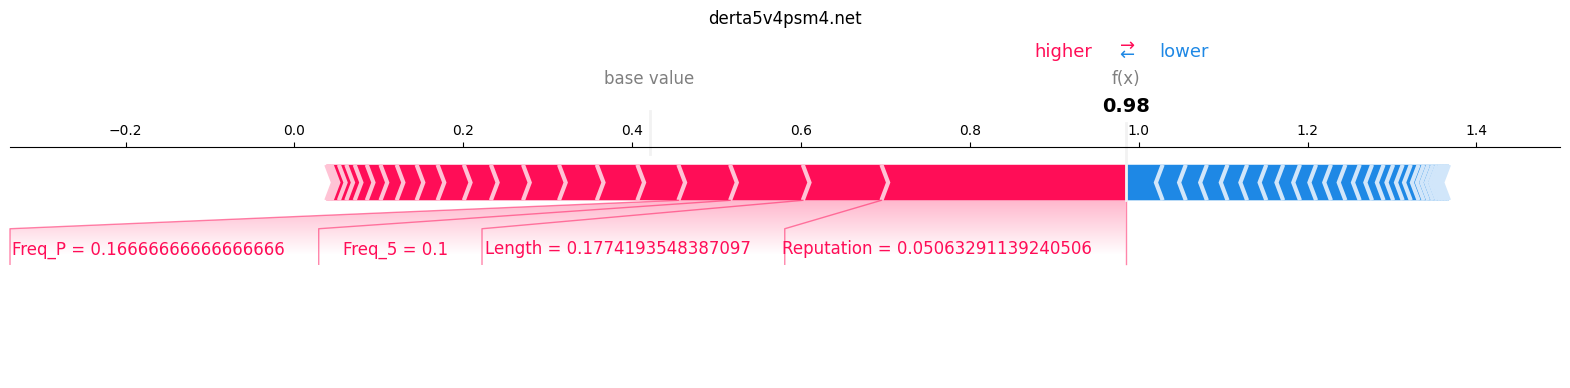 derta5v4psm4.net
higher ⇄ lower
base value f(x)
0.98
−0.2 0.0 0.2 0.4 0.6 0.8 1.0 1.2 1.4
Freq_P = 0.16666666666666666 Freq_5 = 0.1 Length = 0.1774193548387097 Reputation = 0.05063291139240506